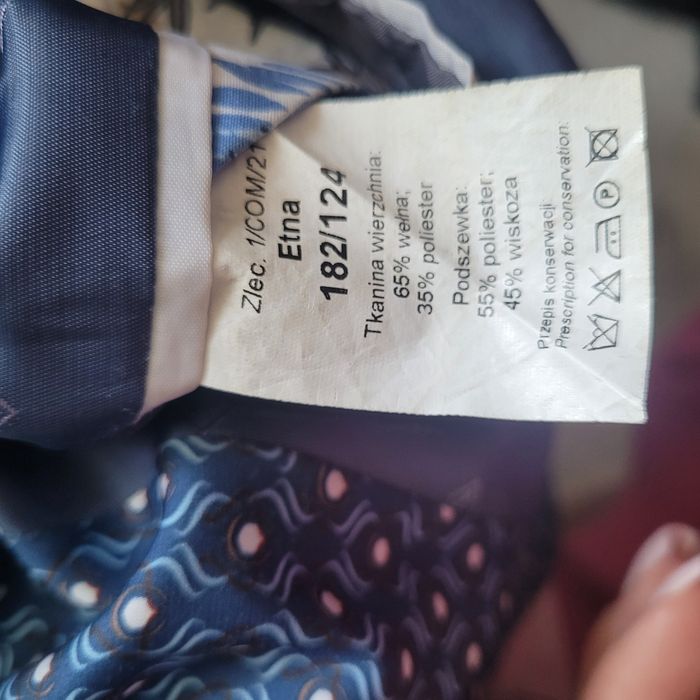 Zlec. 1/COM/21
Etna
182/124
Tkanina wierzchnia:
65% wełna;
35% poliester
Podszewka:
55% poliester;
45% wiskoza
Przepis konserwacji
Prescription for conservation:
P